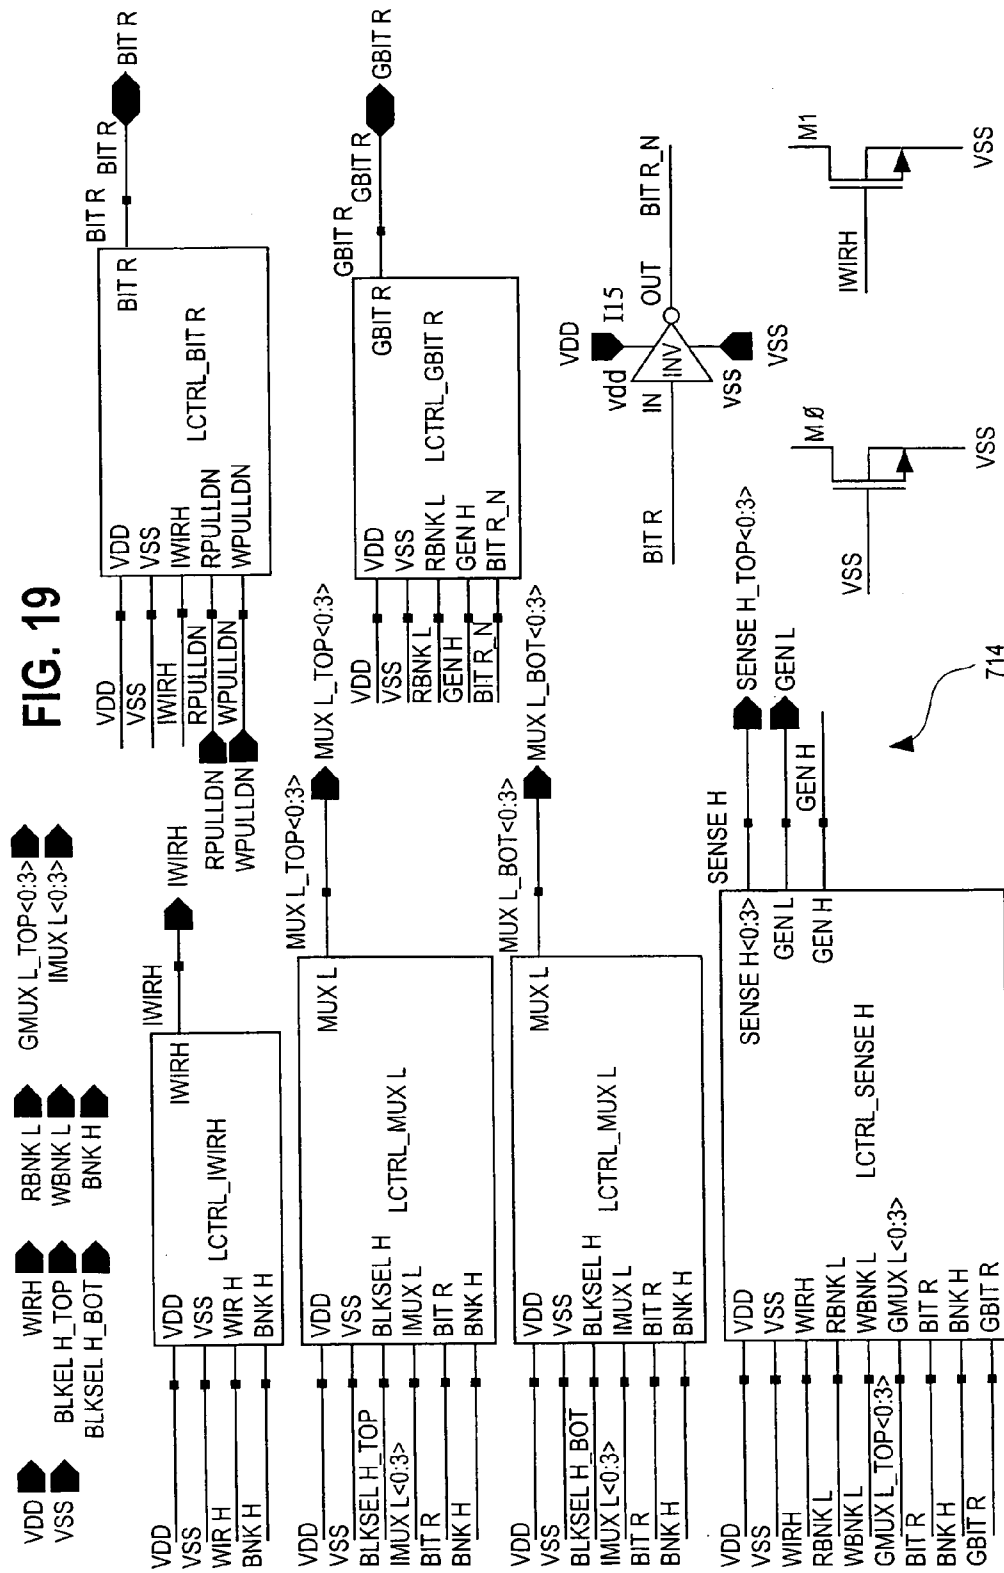 FIG. 19
VDD
VSS
WIRH
BLKEL H_TOP
BLKSEL H_BOT
RBNK L
WBNK L
BNK H
GMUX L_TOP<0:3>
IMUX L<0:3>
VDD
VSS
WIR H
BNK H
VDD
VSS
WIR H
BNK H
LCTRL_IWIRH
IWIRH
IWIRH
IWIRH
VDD
VSS
IWIRH
RPULLDN
WPULLDN
RPULLDN
WPULLDN
VDD
VSS
IWIRH
RPULLDN
WPULLDN
LCTRL_BIT R
BIT R
BIT R
BIT R
BIT R
VDD
VSS
BLKSEL H_TOP
IMUX L<0:3>
BIT R
BNK H
VDD
VSS
BLKSEL H
IMUX L
BIT R
BNK H
LCTRL_MUX L
MUX L
MUX L_TOP<0:3>
MUX L_TOP<0:3>
VDD
VSS
RBNK L
GEN H
BIT R_N
VDD
VSS
RBNK L
GEN H
BIT R_N
LCTRL_GBIT R
GBIT R
GBIT R
GBIT R
GBIT R
VDD
VSS
BLKSEL H_BOT
IMUX L<0:3>
BIT R
BNK H
VDD
VSS
BLKSEL H
IMUX L
BIT R
BNK H
LCTRL_MUX L
MUX L
MUX L_BOT<0:3>
MUX L_BOT<0:3>
BIT R
IN
INV
VDD
vdd
I15
OUT
BIT R_N
vss
VSS
VDD
VSS
WIRH
RBNK L
WBNK L
GMUX L_TOP<0:3>
BIT R
BNK H
GBIT R
VDD
VSS
WIRH
RBNK L
WBNK L
GMUX L<0:3>
BIT R
BNK H
GBIT R
LCTRL_SENSE H
SENSE H<0:3>
GEN L
GEN H
SENSE H
GEN H
SENSE H_TOP<0:3>
GEN L
VSS
MØ
VSS
IWIRH
M1
VSS
714